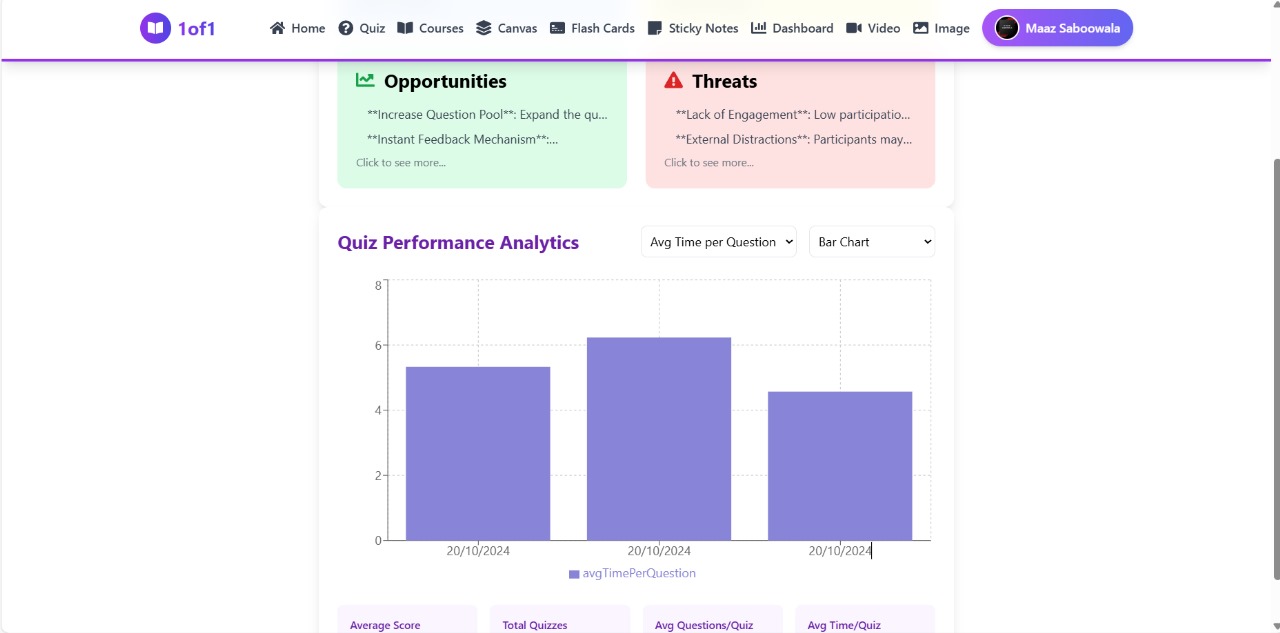 1of1 Home Quiz Courses Canvas Flash Cards Sticky Notes Dashboard Video Image Maaz Saboowala
Opportunities
**Increase Question Pool**: Expand the qu...
**Instant Feedback Mechanism**:...
Click to see more...
Threats
**Lack of Engagement**: Low participatio...
**External Distractions**: Participants may...
Click to see more...
Quiz Performance Analytics Avg Time per Question Bar Chart
8
6
4
2
0
20/10/2024 20/10/2024 20/10/2024
avgTimePerQuestion
Average Score Total Quizzes Avg Questions/Quiz Avg Time/Quiz